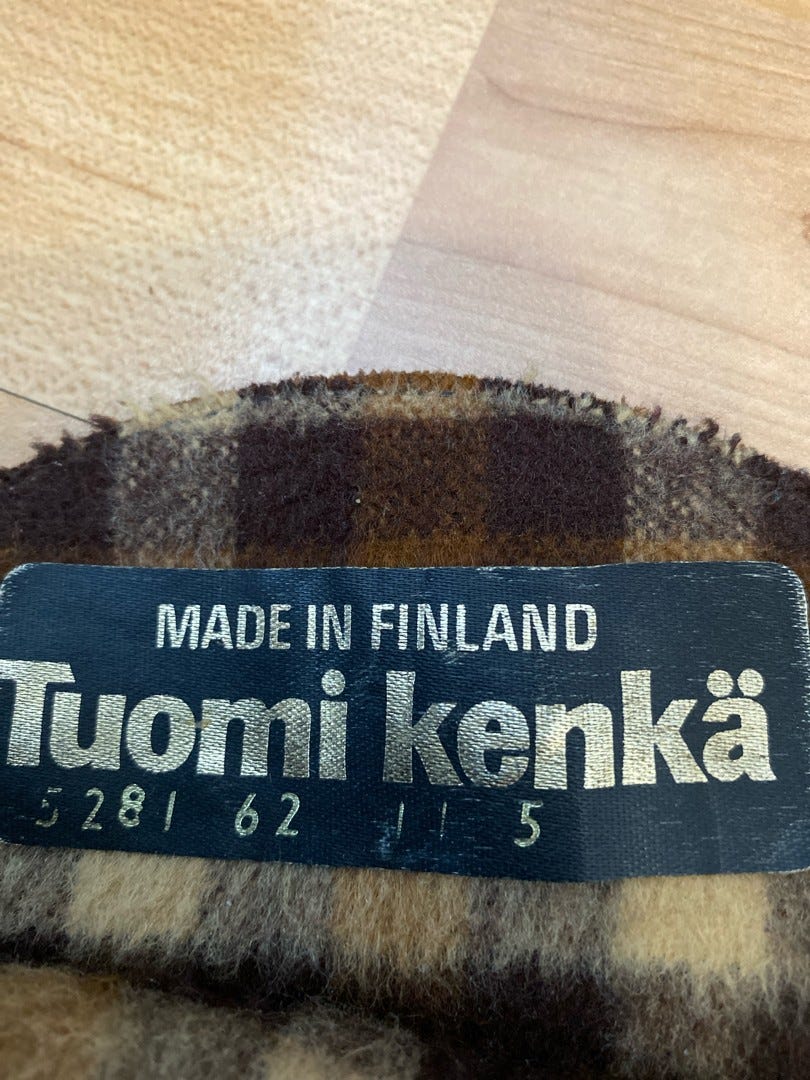 MADE IN FINLAND
Tuomi kenkä
5281 62 11 5